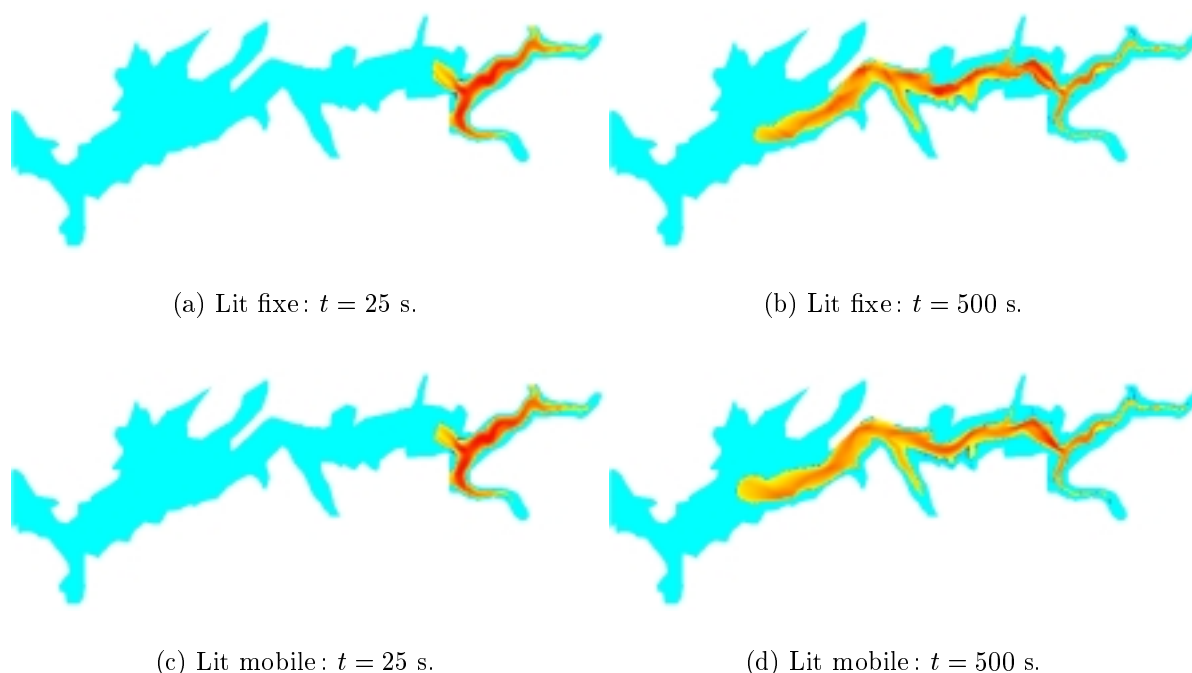 (a) Lit fixe : t = 25 s.
(b) Lit fixe : t = 500 s.
(c) Lit mobile : t = 25 s.
(d) Lit mobile : t = 500 s.